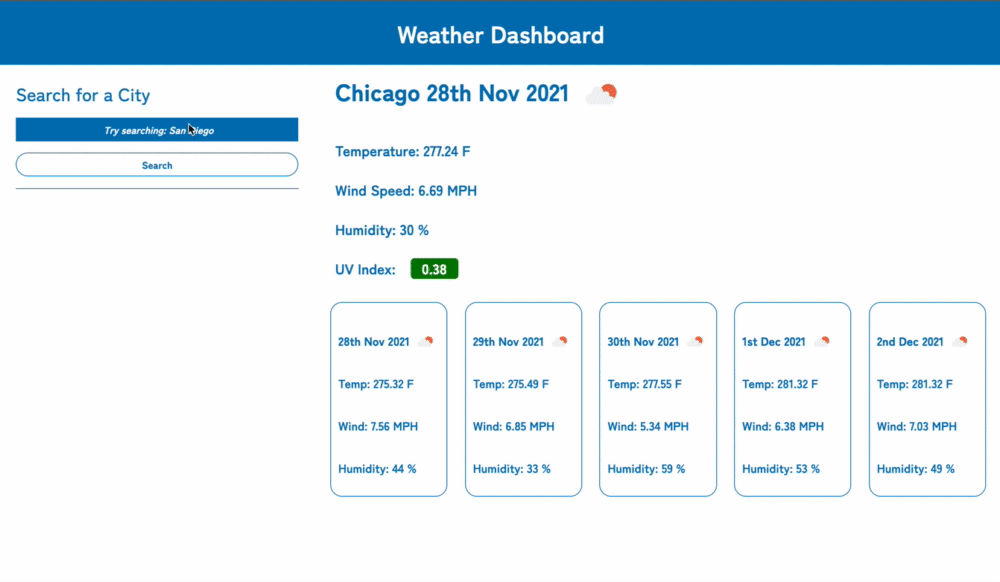 Weather Dashboard
Search for a City
Try searching: San Diego
Search
Chicago 28th Nov 2021
Temperature: 277.24 F
Wind Speed: 6.69 MPH
Humidity: 30 %
UV Index: 0.38
28th Nov 2021
Temp: 275.32 F
Wind: 7.56 MPH
Humidity: 44 %
29th Nov 2021
Temp: 275.49 F
Wind: 6.85 MPH
Humidity: 33 %
30th Nov 2021
Temp: 277.55 F
Wind: 5.34 MPH
Humidity: 59 %
1st Dec 2021
Temp: 281.32 F
Wind: 6.38 MPH
Humidity: 53 %
2nd Dec 2021
Temp: 281.32 F
Wind: 7.03 MPH
Humidity: 49 %